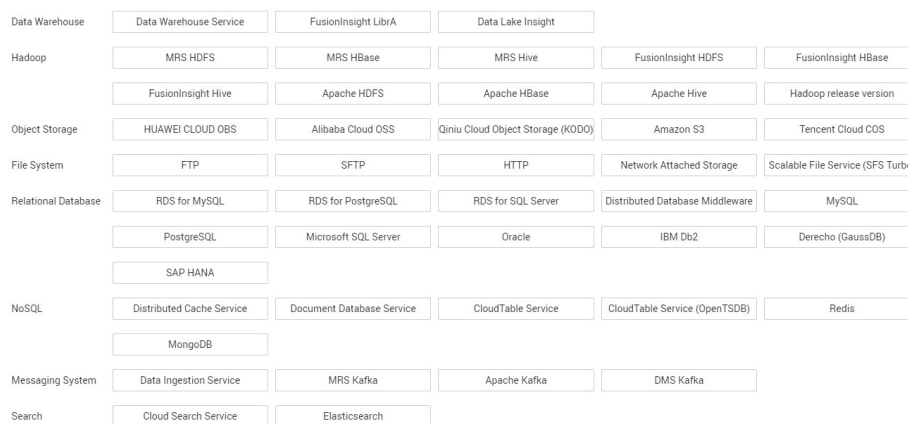 Data Warehouse Data Warehouse Service FusionInsight LibrA Data Lake Insight
Hadoop MRS HDFS MRS HBase MRS Hive FusionInsight HDFS FusionInsight HBase
FusionInsight Hive Apache HDFS Apache HBase Apache Hive Hadoop release version
Object Storage HUAWEI CLOUD OBS Alibaba Cloud OSS Qiniu Cloud Object Storage (KODO) Amazon S3 Tencent Cloud COS
File System FTP SFTP HTTP Network Attached Storage Scalable File Service (SFS Turbo
Relational Database RDS for MySQL RDS for PostgreSQL RDS for SQL Server Distributed Database Middleware MySQL
PostgreSQL Microsoft SQL Server Oracle IBM Db2 Derecho (GaussDB)
SAP HANA
NoSQL Distributed Cache Service Document Database Service CloudTable Service CloudTable Service (OpenTSDB) Redis
MongoDB
Messaging System Data Ingestion Service MRS Kafka Apache Kafka DMS Kafka
Search Cloud Search Service Elasticsearch